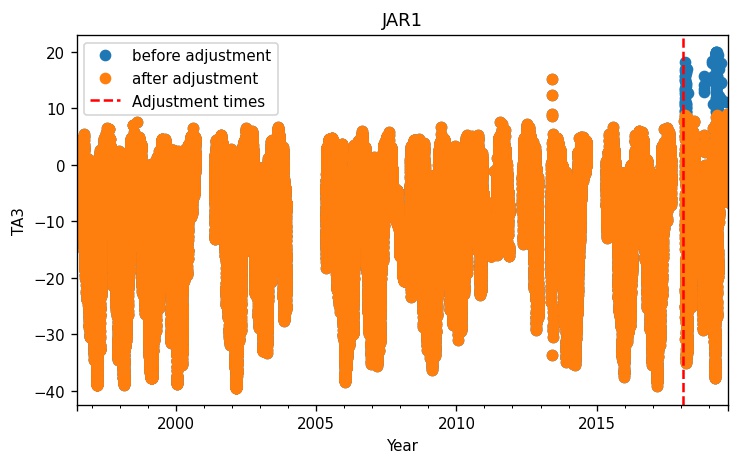 JAR1
before adjustment
after adjustment
Adjustment times
TA3
20
10
0
−10
−20
−30
−40
2000
2005
2010
2015
Year